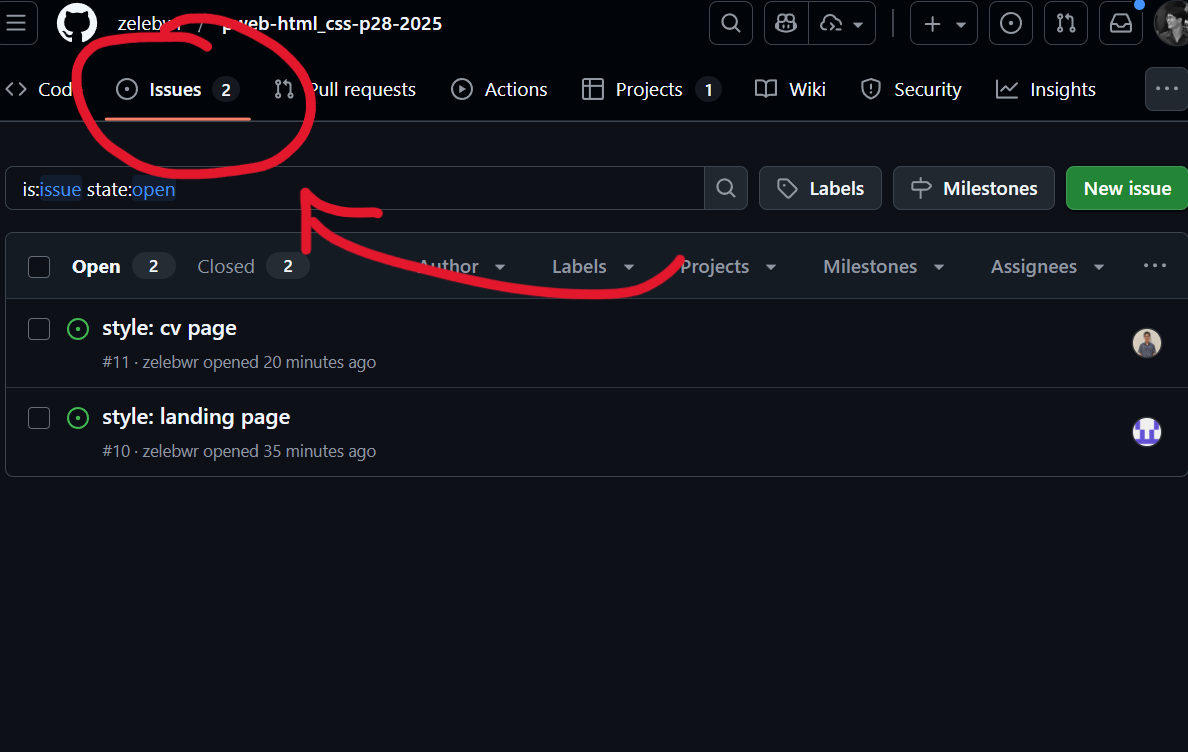 zelebwr / pweb-html_css-p28-2025
Code Issues 2 Pull requests Actions Projects 1 Wiki Security Insights
is:issue state:open Labels Milestones New issue
Open 2 Closed 2 Author Labels Projects Milestones Assignees
style: cv page
#11 · zelebwr opened 20 minutes ago
style: landing page
#10 · zelebwr opened 35 minutes ago